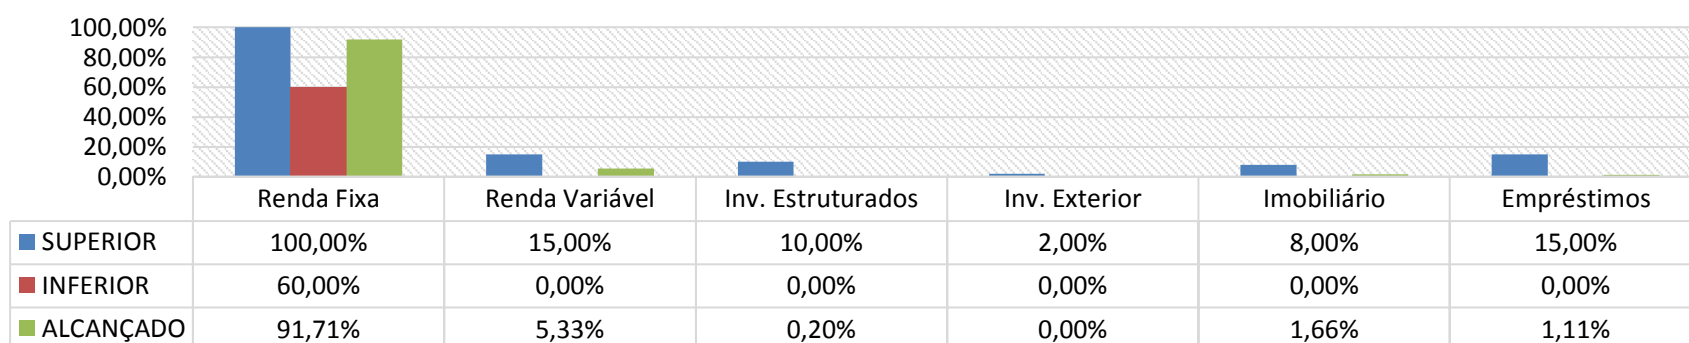 100,00%
80,00%
60,00%
40,00%
20,00%
0,00%
Renda Fixa Renda Variável Inv. Estruturados Inv. Exterior Imobiliário Empréstimos
SUPERIOR 100,00% 15,00% 10,00% 2,00% 8,00% 15,00%
INFERIOR 60,00% 0,00% 0,00% 0,00% 0,00% 0,00%
ALCANÇADO 91,71% 5,33% 0,20% 0,00% 1,66% 1,11%